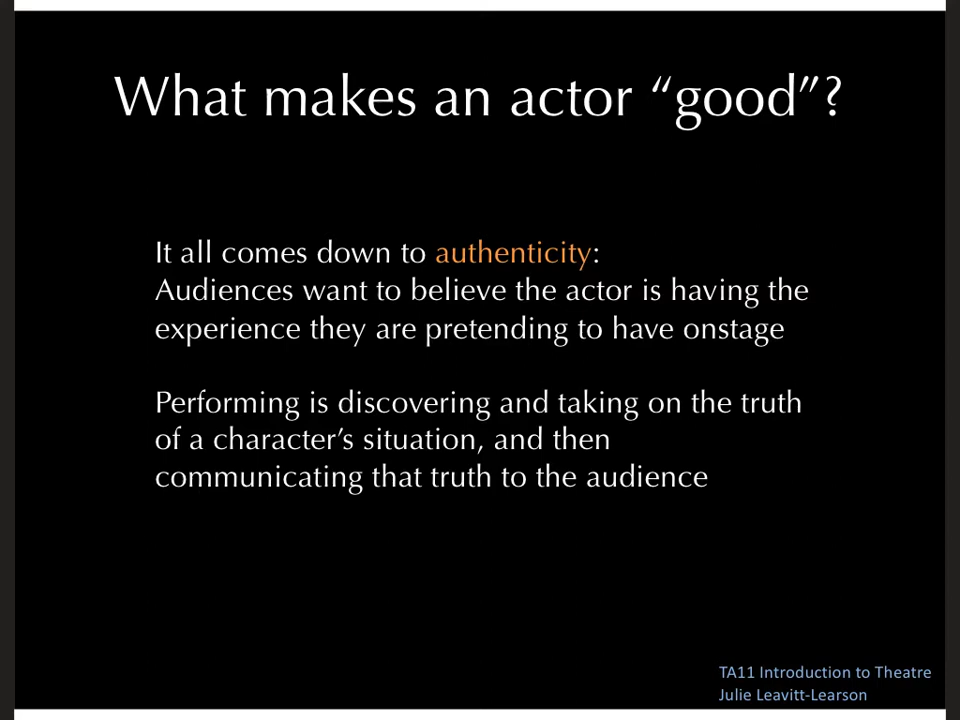 What makes an actor “good”?
It all comes down to authenticity:
Audiences want to believe the actor is having the
experience they are pretending to have onstage
Performing is discovering and taking on the truth
of a character’s situation, and then
communicating that truth to the audience
TA11 Introduction to Theatre
Julie Leavitt-Learson